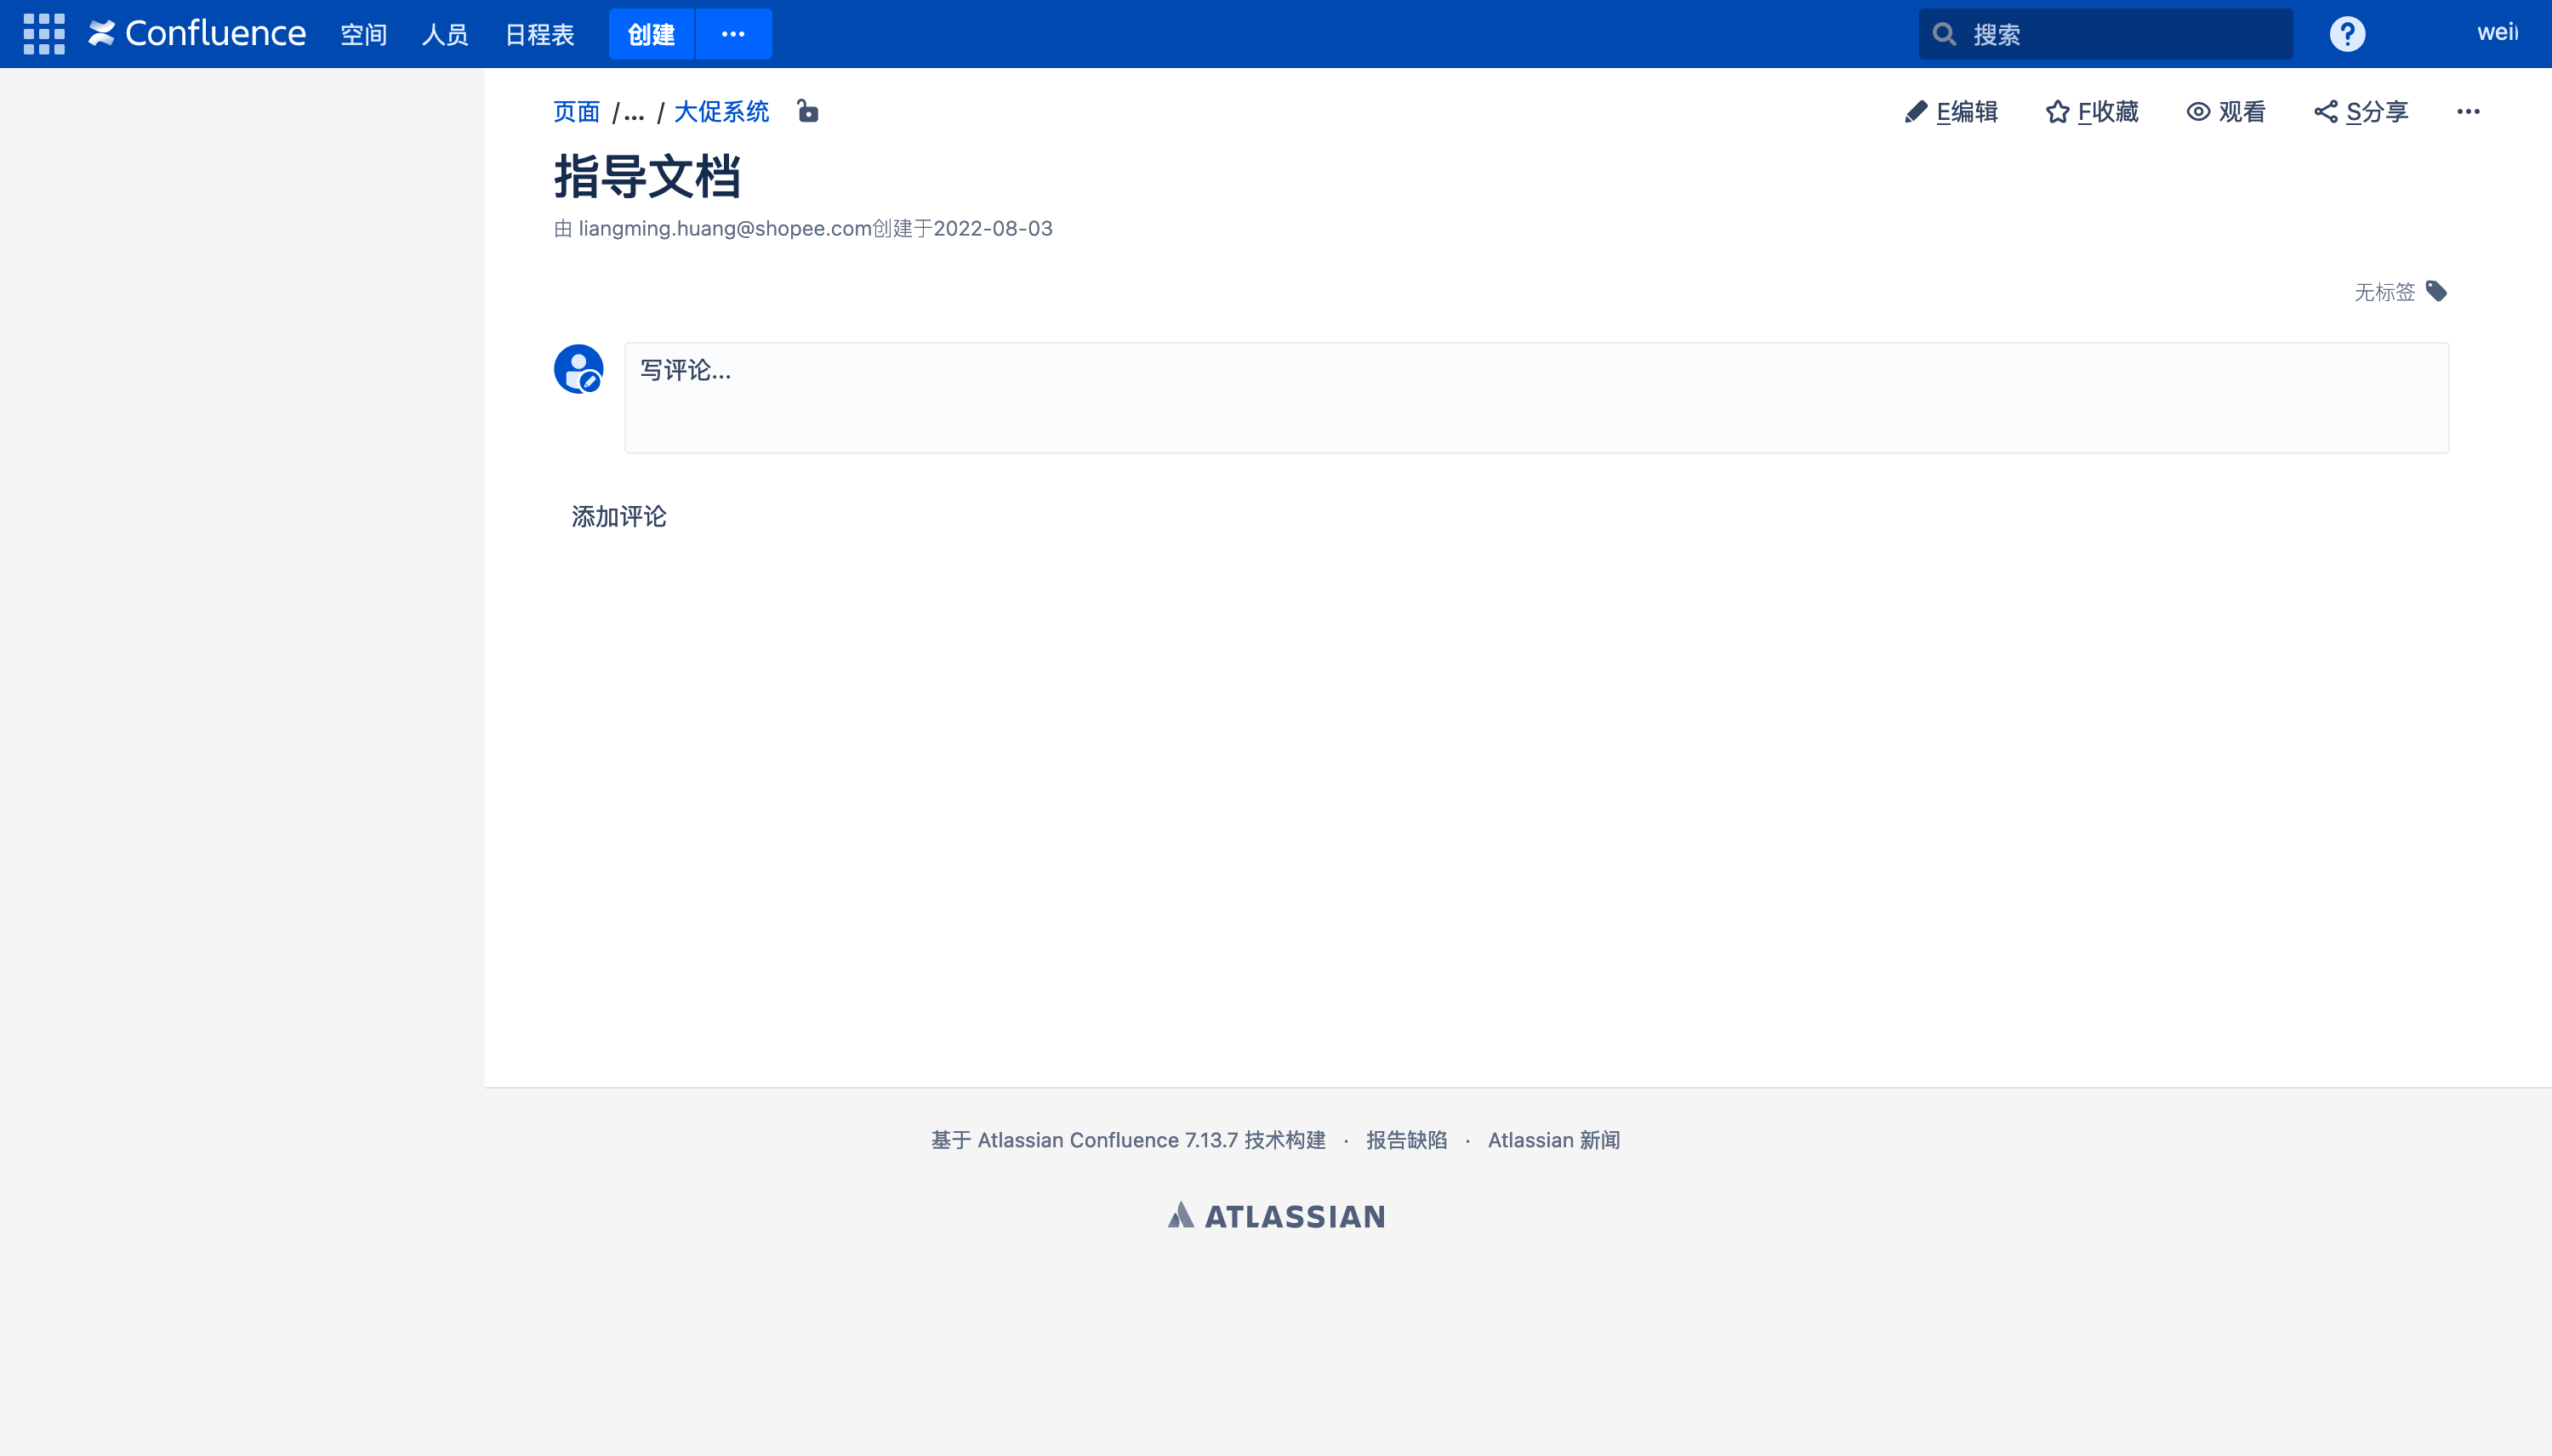 Confluence 空间 人员 日程表 创建 ··· 搜索 ?
页面 /... / 大促系统 E编辑 F收藏 观看 S分享 ···
指导文档
由 liangming.huang@shopee.com创建于2022-08-03
无标签
写评论...
添加评论
基于 Atlassian Confluence 7.13.7 技术构建 · 报告缺陷 · Atlassian 新闻
ATLASSIAN